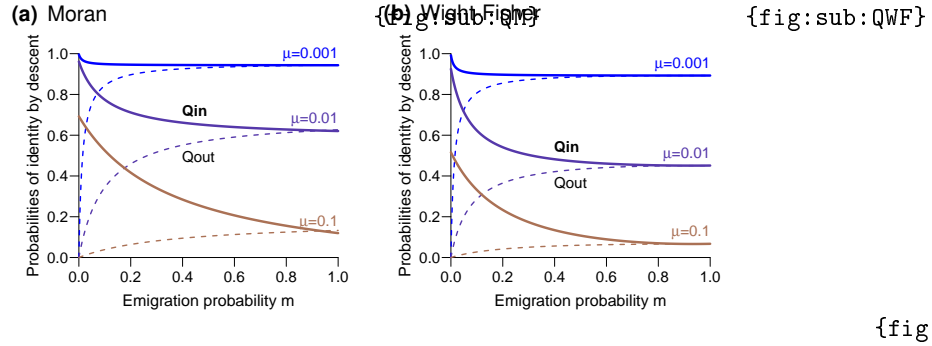 (a) Moran
{fig:sub:QM}
(b) Wight-Fisher
{fig:sub:QWF}
Probabilities of identity by descent
1.0
0.8
0.6
0.4
0.2
0.0
μ=0.001
Qin
μ=0.01
Qout
μ=0.1
0.0 0.2 0.4 0.6 0.8 1.0
Emigration probability m
Probabilities of identity by descent
1.0
0.8
0.6
0.4
0.2
0.0
μ=0.001
Qin
μ=0.01
Qout
μ=0.1
0.0 0.2 0.4 0.6 0.8 1.0
Emigration probability m
{fig